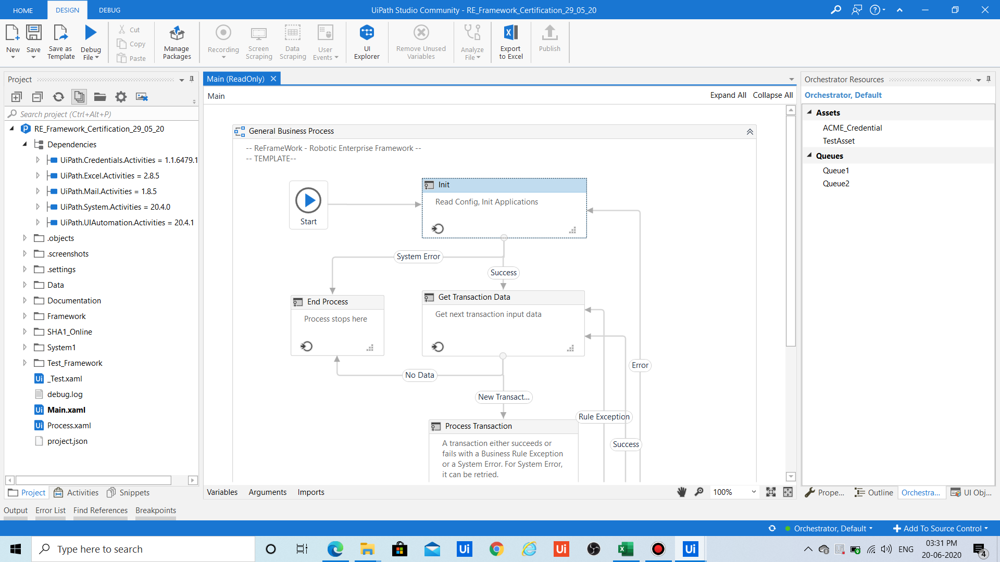 HOME
DESIGN
DEBUG
UiPath Studio Community - RE_Framework_Certification_29_05_20
New
Save
Save as
Template
Debug
File
Cut
Copy
Paste
Manage
Packages
Recording
Screen
Scraping
Data
Scraping
User
Events
UI
Explorer
Remove Unused
Variables
Analyze
File
Export
to Excel
Publish
Project
Search project (Ctrl+Alt+P)
RE_Framework_Certification_29_05_20
Dependencies
UiPath.Credentials.Activities = 1.1.6479.1
UiPath.Excel.Activities = 2.8.5
UiPath.Mail.Activities = 1.8.5
UiPath.System.Activities = 20.4.0
UiPath.UIAutomation.Activities = 20.4.1
.objects
.screenshots
.settings
Data
Documentation
Framework
SHA1_Online
System1
Test_Framework
_Test.xaml
debug.log
Main.xaml
Process.xaml
project.json
Project
Activities
Snippets
Main (ReadOnly)
Main
Expand All
Collapse All
General Business Process
-- ReFrameWork - Robotic Enterprise Framework --
-- TEMPLATE--
Start
Init
Read Config, Init Applications
System Error
Success
End Process
Process stops here
Get Transaction Data
Get next transaction input data
No Data
Error
New Transact...
Rule Exception
Success
Process Transaction
A transaction either succeeds or
fails with a Business Rule Exception
or a System Error. For System Error,
it can be retried.
Variables
Arguments
Imports
100%
Orchestrator Resources
Orchestrator, Default
Assets
ACME_Credential
TestAsset
Queues
Queue1
Queue2
Prope...
Outline
Orchestra...
UI Obj...
Output
Error List
Find References
Breakpoints
Orchestrator, Default
Add To Source Control
Type here to search
ENG
03:31 PM
20-06-2020
4